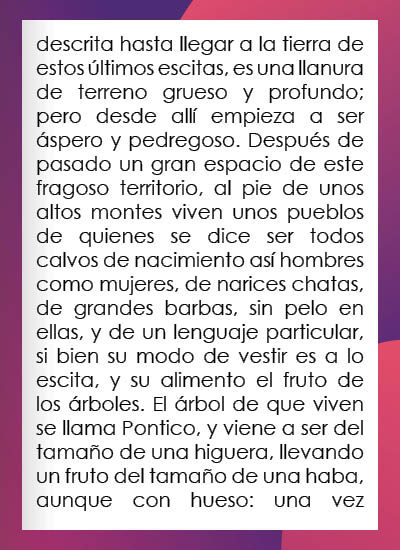 descrita hasta llegar a la tierra de
estos últimos escitas, es una llanura
de terreno grueso y profundo;
pero desde allí empieza a ser
áspero y pedregoso. Después de
pasado un gran espacio de este
fragoso territorio, al pie de unos
altos montes viven unos pueblos
de quienes se dice ser todos
calvos de nacimiento así hombres
como mujeres, de narices chatas,
de grandes barbas, sin pelo en
ellas, y de un lenguaje particular,
si bien su modo de vestir es a lo
escita, y su alimento el fruto de
los árboles. El árbol de que viven
se llama Pontico, y viene a ser del
tamaño de una higuera, llevando
un fruto del tamaño de una haba,
aunque con hueso: una vez